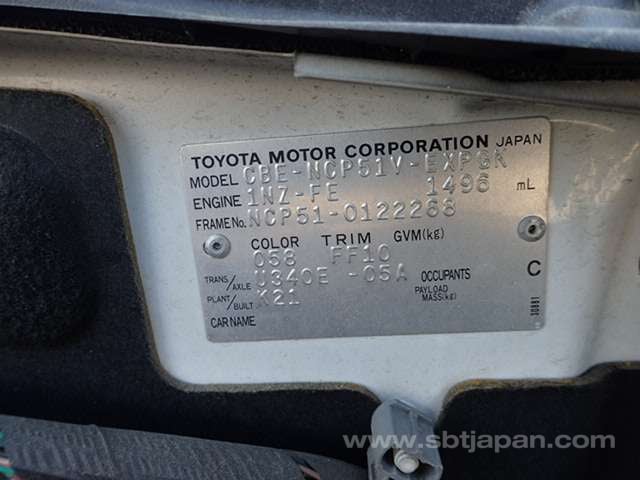 TOYOTA MOTOR CORPORATION JAPAN
MODEL CBE-NCP51V-EXPGK
ENGINE 1NZ-FE 1496 mL
FRAME No. NCP51-0122268
COLOR TRIM GVM(kg)
058 FF10
TRANS/AXLE U340E -05A OCCUPANTS C
PLANT/BUILT K21 PAYLOAD MASS(kg)
CAR NAME
30881
www.sbtjapan.com